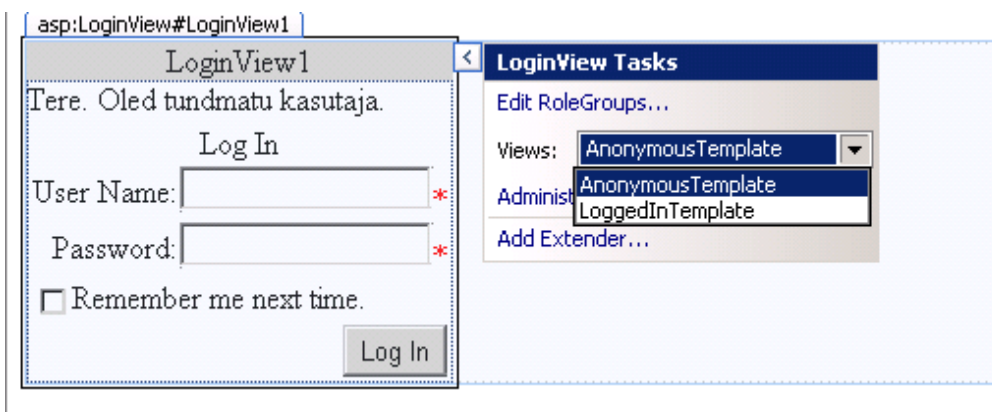 asp:LoginView#LoginView1
LoginView1
Tere. Oled tundmatu kasutaja.
Log In
User Name: *
Password: *
Remember me next time.
Log In
<
LoginView Tasks
Edit RoleGroups...
Views: AnonymousTemplate
AnonymousTemplate
LoggedInTemplate
Add Extender...